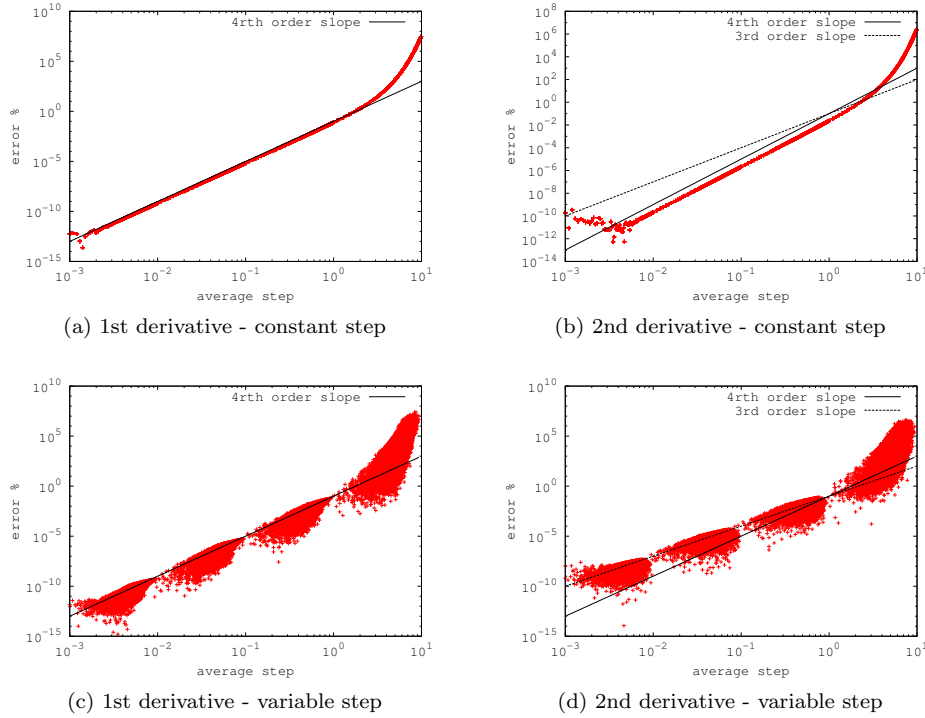 10^10
10^5
10^0
10^-5
10^-10
10^-15
error %
4rth order slope
10^-3
10^-2
10^-1
10^0
10^1
average step
(a) 1st derivative - constant step
10^8
10^6
10^4
10^2
10^0
10^-2
10^-4
10^-6
10^-8
10^-10
10^-12
10^-14
error %
4rth order slope
3rd order slope
10^-3
10^-2
10^-1
10^0
10^1
average step
(b) 2nd derivative - constant step
10^10
10^5
10^0
10^-5
10^-10
10^-15
error %
4rth order slope
10^-3
10^-2
10^-1
10^0
10^1
average step
(c) 1st derivative - variable step
10^10
10^5
10^0
10^-5
10^-10
10^-15
error %
4rth order slope
3rd order slope
10^-3
10^-2
10^-1
10^0
10^1
average step
(d) 2nd derivative - variable step